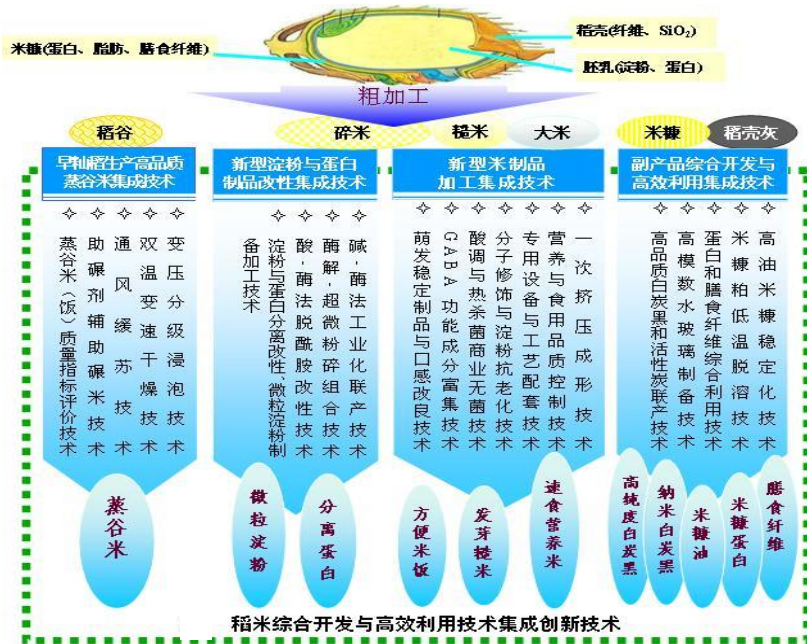 稻壳(纤维、SiO₂)
米糠(蛋白、脂肪、膳食纤维)
胚乳(淀粉、蛋白)
粗加工
稻谷
碎米
糙米
大米
米糠
稻壳灰
早籼稻生产高品质
蒸谷米集成技术
新型淀粉与蛋白
制品改性集成技术
新型米制品
加工集成技术
副产品综合开发与
高效利用集成技术
蒸谷米(饭)质量指标评价技术
助碾剂辅助碾米技术
通风缓苏技术
双温变速干燥技术
变压分级浸泡技术
淀粉与蛋白分离改性、微粒淀粉制
备加工技术
酸-酶法脱酰胺改性技术
酶解-超微粉碎组合技术
碱-酶法工业化联产技术
萌发稳定制品与口感改良技术
GABA功能成分富集技术
酸调与热杀菌商业无菌技术
分子修饰与淀粉抗老化技术
专用设备与工艺配套技术
营养与食用品质控制技术
一次挤压成形技术
高品质白炭黑和活性炭联产技术
高模数水玻璃制备技术
蛋白和膳食纤维综合利用技术
米糠粕低温脱溶技术
高油米糠稳定化技术
蒸谷米
微粒淀粉
分离蛋白
方便米饭
发芽糙米
速食营养米
高纯度白炭黑
纳米白炭黑
米糠油
米糠蛋白
膳食纤维
稻米综合开发与高效利用技术集成创新技术